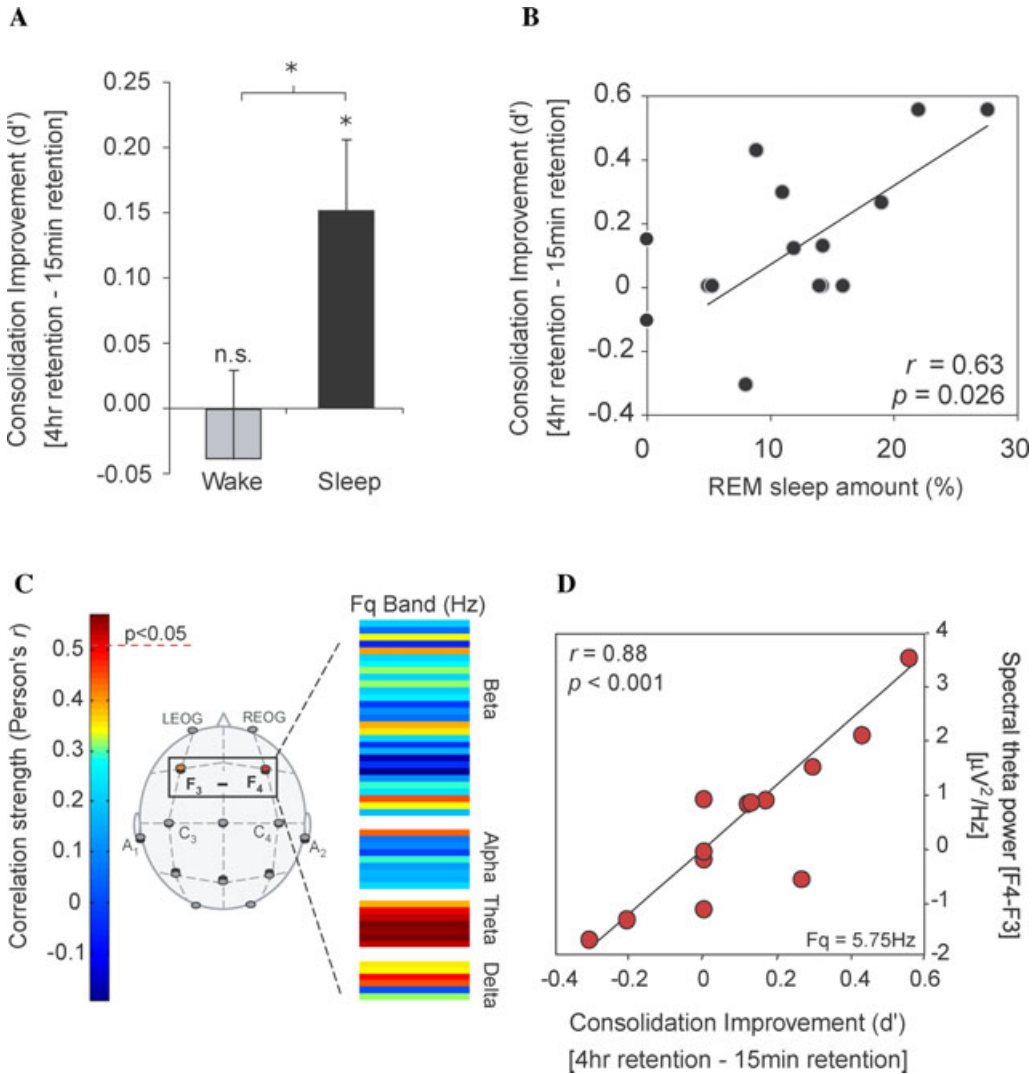 A
Consolidation Improvement (d')
[4hr retention - 15min retention]
0.25
0.20
0.15
0.10
0.05
0.00
-0.05
*
*
n.s.
Wake
Sleep
B
Consolidation Improvement (d')
[4hr retention - 15min retention]
0.6
0.4
0.2
0
-0.2
-0.4
r = 0.63
p = 0.026
0
10
20
30
REM sleep amount (%)
C
Correlation strength (Person's r)
0.5
0.4
0.3
0.2
0.1
0
-0.1
p<0.05
LEOG
REOG
F3 – F4
C3
C4
A1
A2
Fq Band (Hz)
Beta
Alpha
Theta
Delta
D
r = 0.88
p < 0.001
4
3
2
1
0
-1
-2
Spectral theta power [F4-F3]
[µV²/Hz]
Fq = 5.75Hz
-0.4
-0.2
0
0.2
0.4
0.6
Consolidation Improvement (d')
[4hr retention - 15min retention]